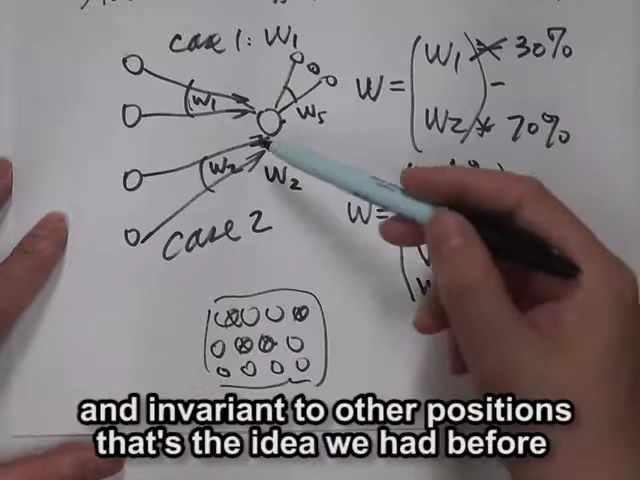 case 1: W1
W1
W5
W2
W2
case 2
W =
W1 * 30%
W2 * 70%
W =
and invariant to other positions
that's the idea we had before